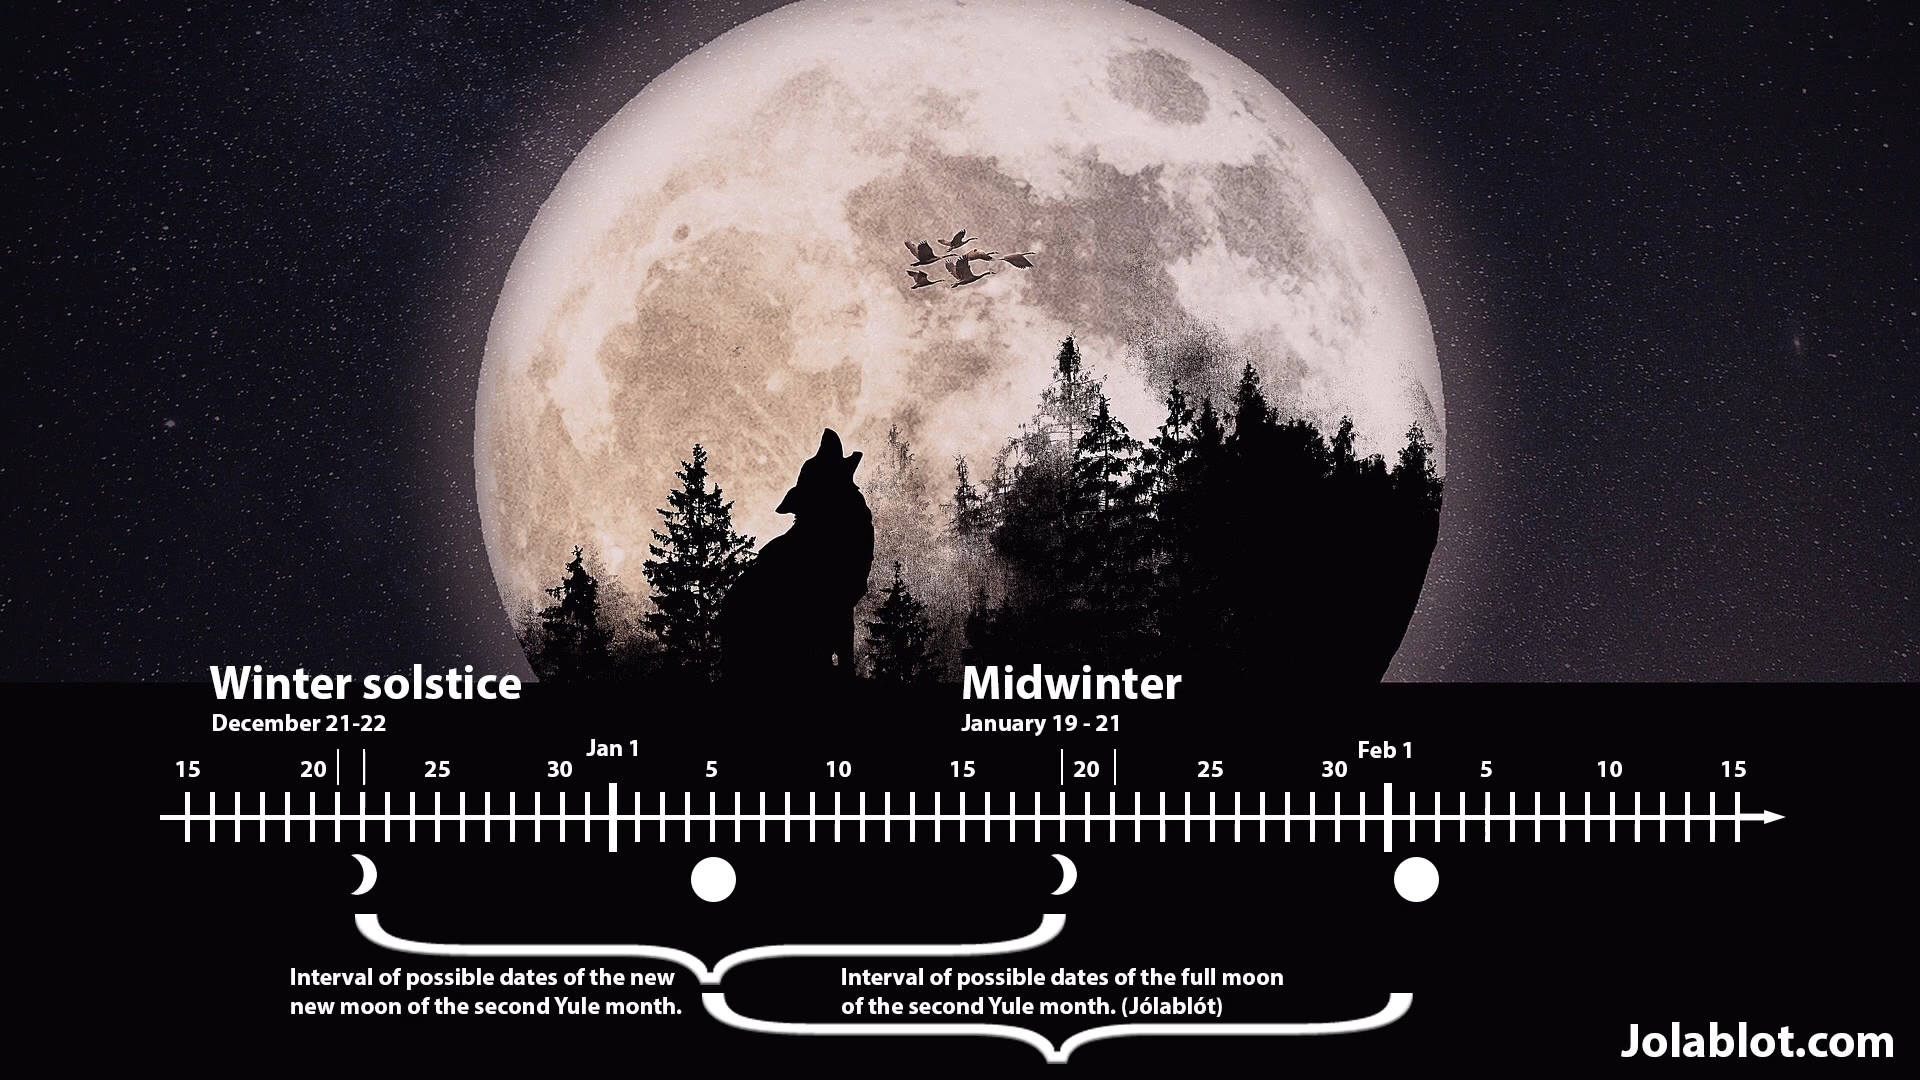 Winter solstice
December 21-22
Midwinter
January 19 - 21
15 20 25 30 Jan 1 5 10 15 20 25 30 Feb 1 5 10 15
Interval of possible dates of the new
new moon of the second Yule month.
Interval of possible dates of the full moon
of the second Yule month. (Jólablót)
Jolablot.com